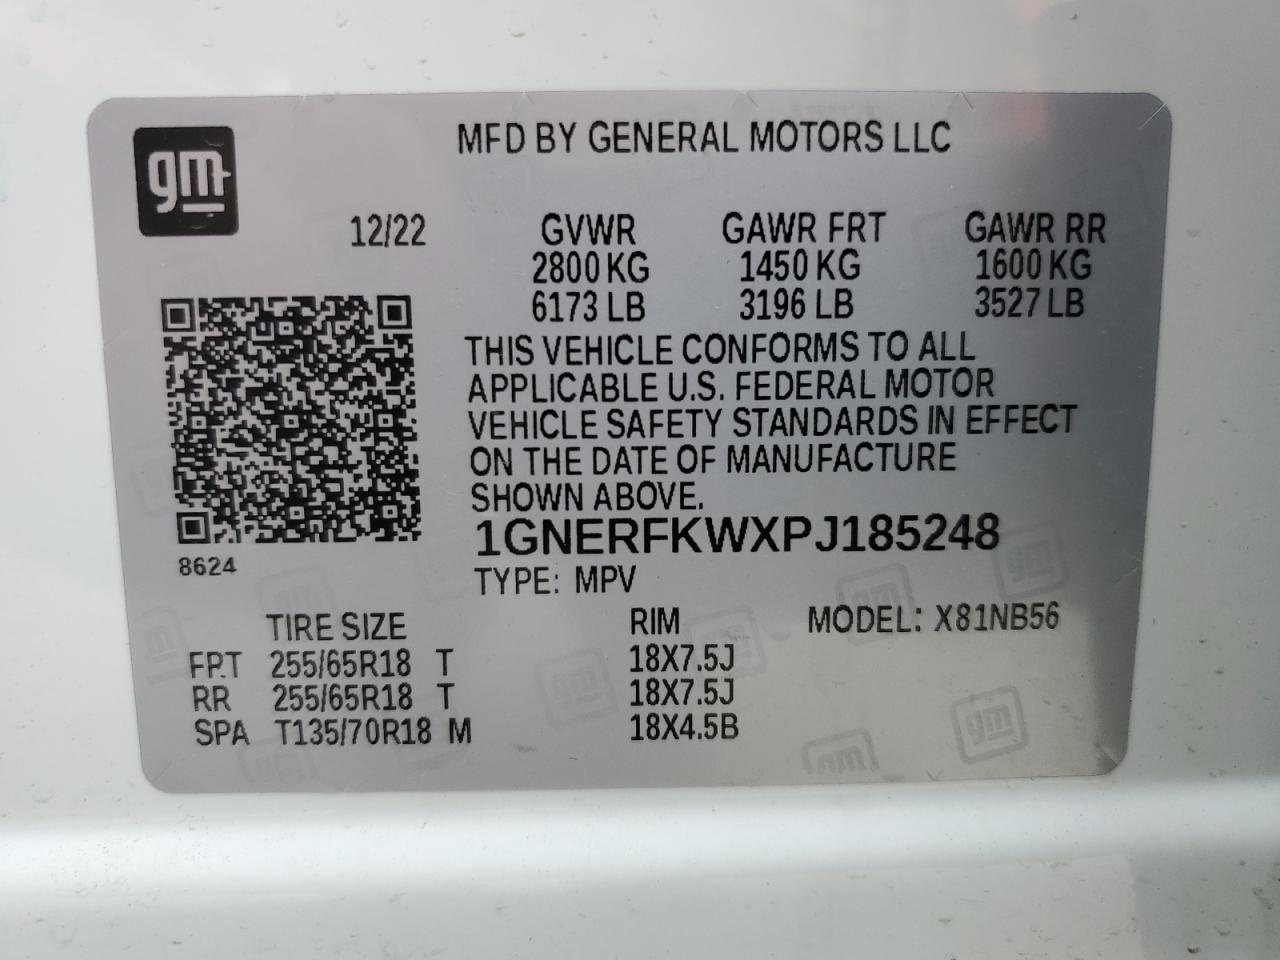 gm
MFD BY GENERAL MOTORS LLC
12/22 GVWR GAWR FRT GAWR RR
2800 KG 1450 KG 1600 KG
6173 LB 3196 LB 3527 LB
THIS VEHICLE CONFORMS TO ALL
APPLICABLE U.S. FEDERAL MOTOR
VEHICLE SAFETY STANDARDS IN EFFECT
ON THE DATE OF MANUFACTURE
SHOWN ABOVE.
1GNERFKWXPJ185248
8624
TYPE: MPV
TIRE SIZE RIM MODEL: X81NB56
FRT 255/65R18 T 18X7.5J
RR 255/65R18 T 18X7.5J
SPA T135/70R18 M 18X4.5B